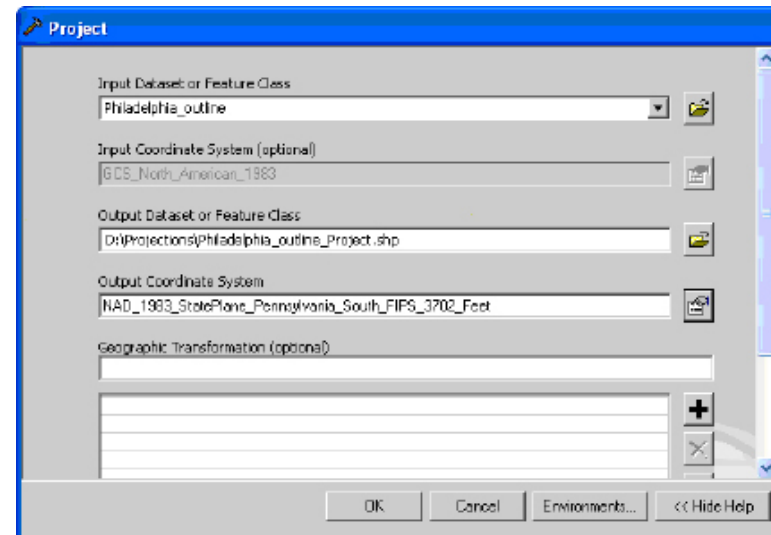 Project
Input Dataset or Feature Class
Philadelphia_outline
Input Coordinate System (optional)
GCS_North_American_1983
Output Dataset or Feature Class
D:\Projections\Philadelphia_outline_Project.shp
Output Coordinate System
NAD_1983_StatePlane_Pennsylvania_South_FIPS_3702_Feet
Geographic Transformation (optional)
OK
Cancel
Environments...
<< Hide Help